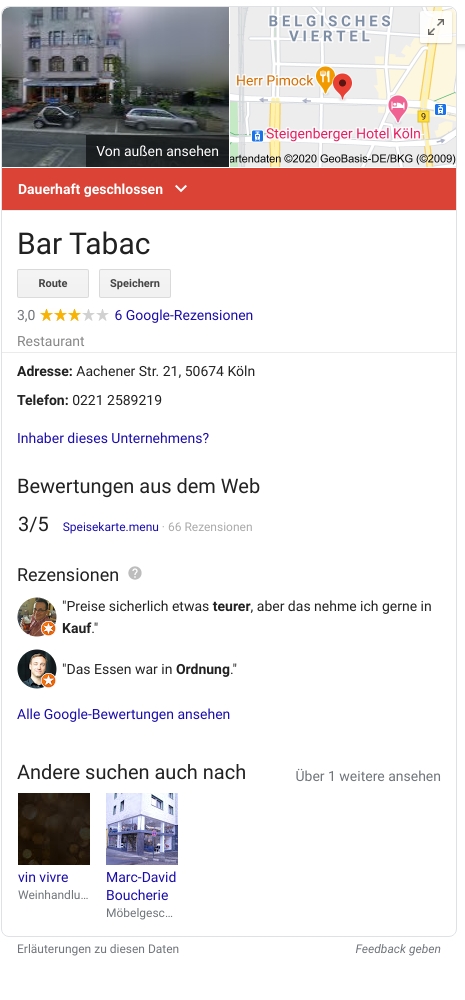 BELGISCHES
VIERTEL
Herr Pimock
9
Steigenberger Hotel Köln
Von außen ansehen
artendaten ©2020 GeoBasis-DE/BKG (©2009)
Dauerhaft geschlossen
Bar Tabac
Route Speichern
3,0 6 Google-Rezensionen
Restaurant
Adresse: Aachener Str. 21, 50674 Köln
Telefon: 0221 2589219
Inhaber dieses Unternehmens?
Bewertungen aus dem Web
3/5 Speisekarte.menu · 66 Rezensionen
Rezensionen ?
"Preise sicherlich etwas teurer, aber das nehme ich gerne in
Kauf."
"Das Essen war in Ordnung."
Alle Google-Bewertungen ansehen
Andere suchen auch nach Über 1 weitere ansehen
vin vivre
Weinhandlu...
Marc-David
Boucherie
Möbelgesc...
Erläuterungen zu diesen Daten Feedback geben